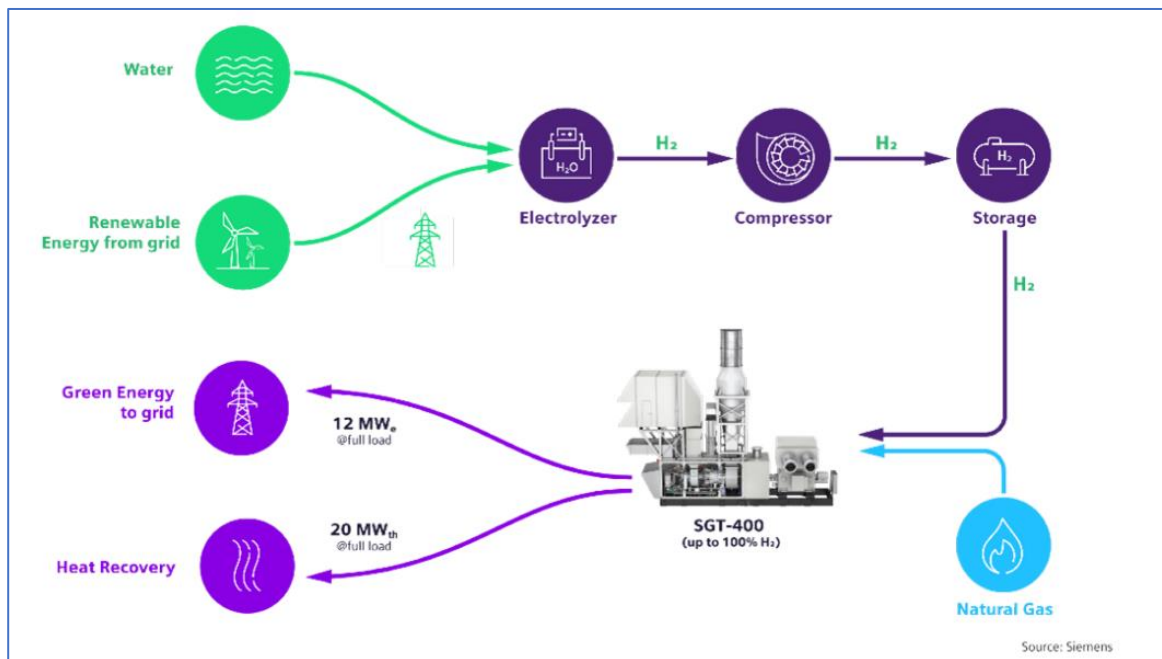 Water
Renewable
Energy from grid
H₂O
Electrolyzer
H₂
Compressor
H₂
H₂
Storage
H₂
Green Energy
to grid
12 MWₑ
@full load
20 MWₜₕ
@full load
Heat Recovery
SGT-400
(up to 100% H₂)
Natural Gas
Source: Siemens